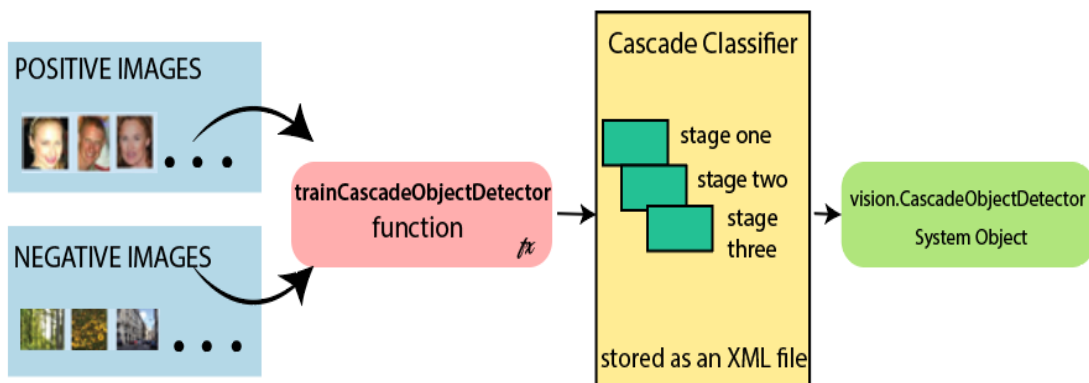 POSITIVE IMAGES
NEGATIVE IMAGES
trainCascadeObjectDetector
function
fx
Cascade Classifier
stage one
stage two
stage
three
stored as an XML file
vision.CascadeObjectDetector
System Object